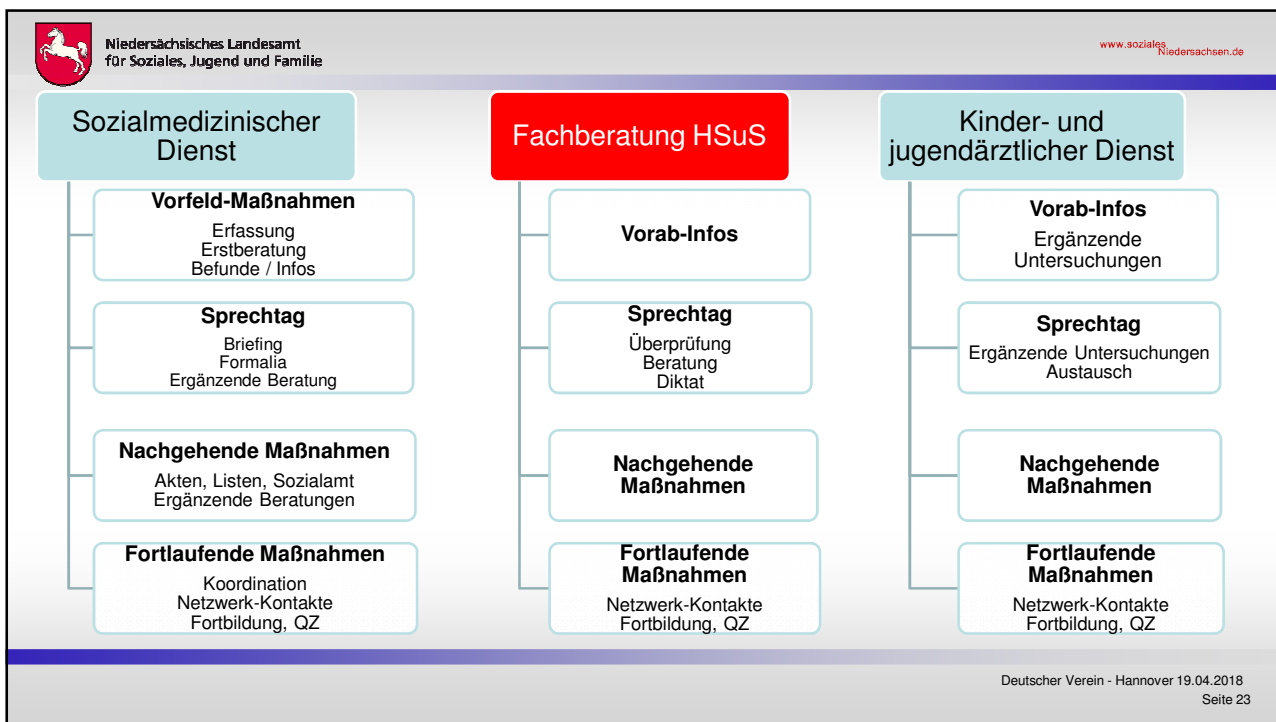 Niedersächsisches Landesamt
für Soziales, Jugend und Familie
www.soziales
Niedersachsen.de
Sozialmedizinischer
Dienst
Vorfeld-Maßnahmen
Erfassung
Erstberatung
Befunde / Infos
Sprechtag
Briefing
Formalia
Ergänzende Beratung
Nachgehende Maßnahmen
Akten, Listen, Sozialamt
Ergänzende Beratungen
Fortlaufende Maßnahmen
Koordination
Netzwerk-Kontakte
Fortbildung, QZ
Fachberatung HSuS
Vorab-Infos
Sprechtag
Überprüfung
Beratung
Diktat
Nachgehende
Maßnahmen
Fortlaufende
Maßnahmen
Netzwerk-Kontakte
Fortbildung, QZ
Kinder- und
jugendärztlicher Dienst
Vorab-Infos
Ergänzende
Untersuchungen
Sprechtag
Ergänzende Untersuchungen
Austausch
Nachgehende
Maßnahmen
Fortlaufende
Maßnahmen
Netzwerk-Kontakte
Fortbildung, QZ
Deutscher Verein - Hannover 19.04.2018
Seite 23